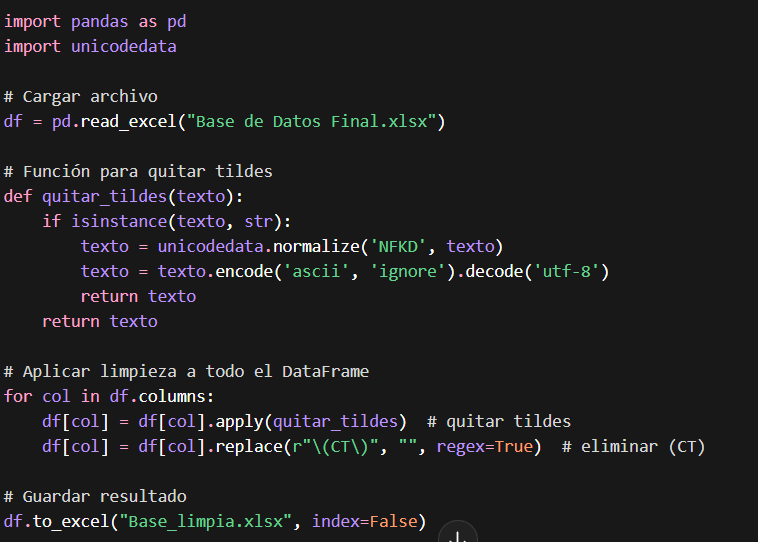 import pandas as pd
import unicodedata
# Cargar archivo
df = pd.read_excel("Base de Datos Final.xlsx")
# Función para quitar tildes
def quitar_tildes(texto):
    if isinstance(texto, str):
        texto = unicodedata.normalize('NFKD', texto)
        texto = texto.encode('ascii', 'ignore').decode('utf-8')
        return texto
    return texto
# Aplicar limpieza a todo el DataFrame
for col in df.columns:
    df[col] = df[col].apply(quitar_tildes)  # quitar tildes
    df[col] = df[col].replace(r"\(CT\)", "", regex=True)  # eliminar (CT)
# Guardar resultado
df.to_excel("Base_limpia.xlsx", index=False)